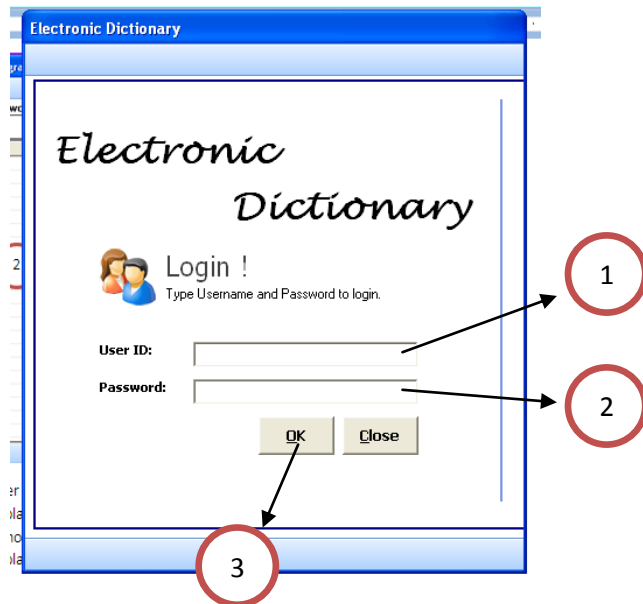 Electronic Dictionary
Electronic
Dictionary
Login !
Type Username and Password to login.
1
User ID:
Password:
2
OK
Close
3
2